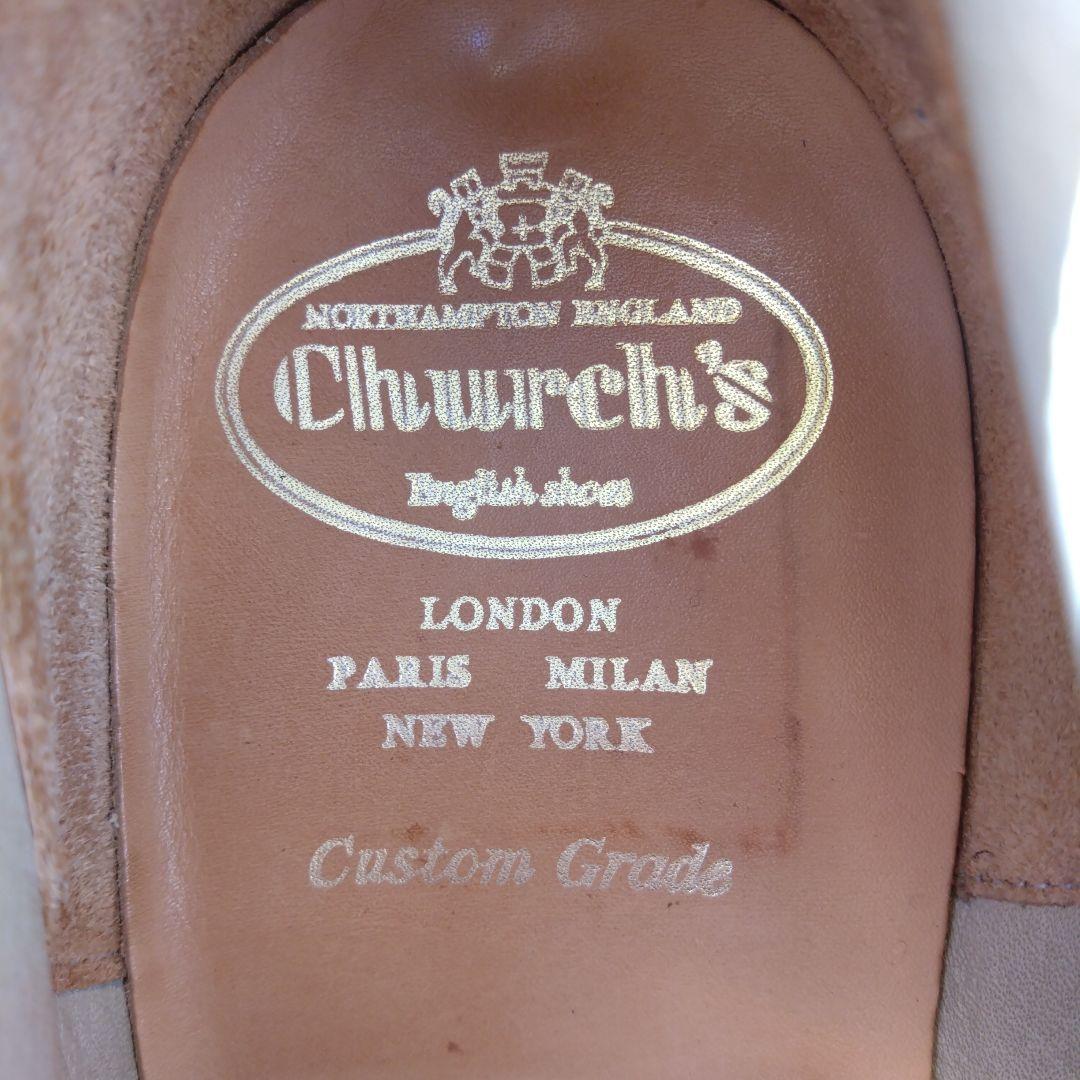 NORTHAMPTON ENGLAND
Church's
English shoes
LONDON
PARIS MILAN
NEW YORK
Custom Grade